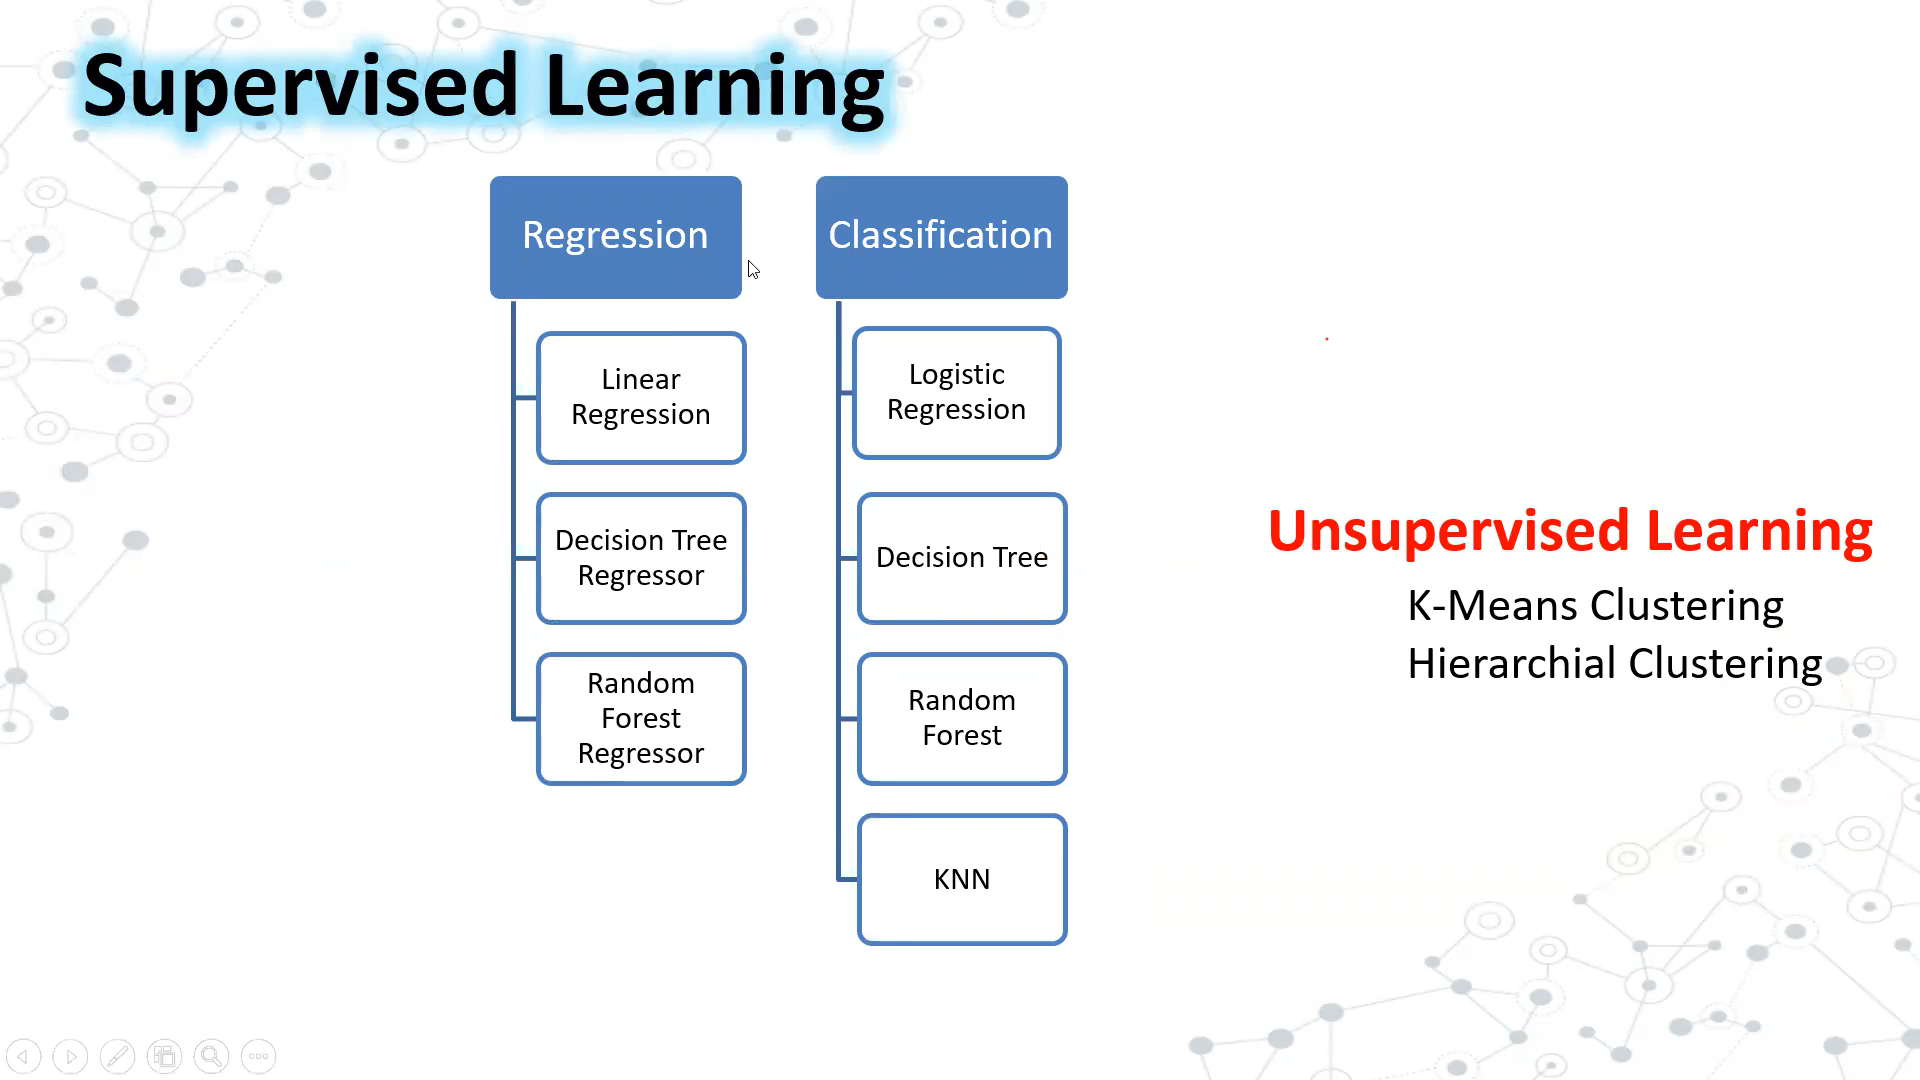 Supervised Learning
Regression
Linear
Regression
Decision Tree
Regressor
Random
Forest
Regressor
Classification
Logistic
Regression
Decision Tree
Random
Forest
KNN
Unsupervised Learning
K-Means Clustering
Hierarchial Clustering